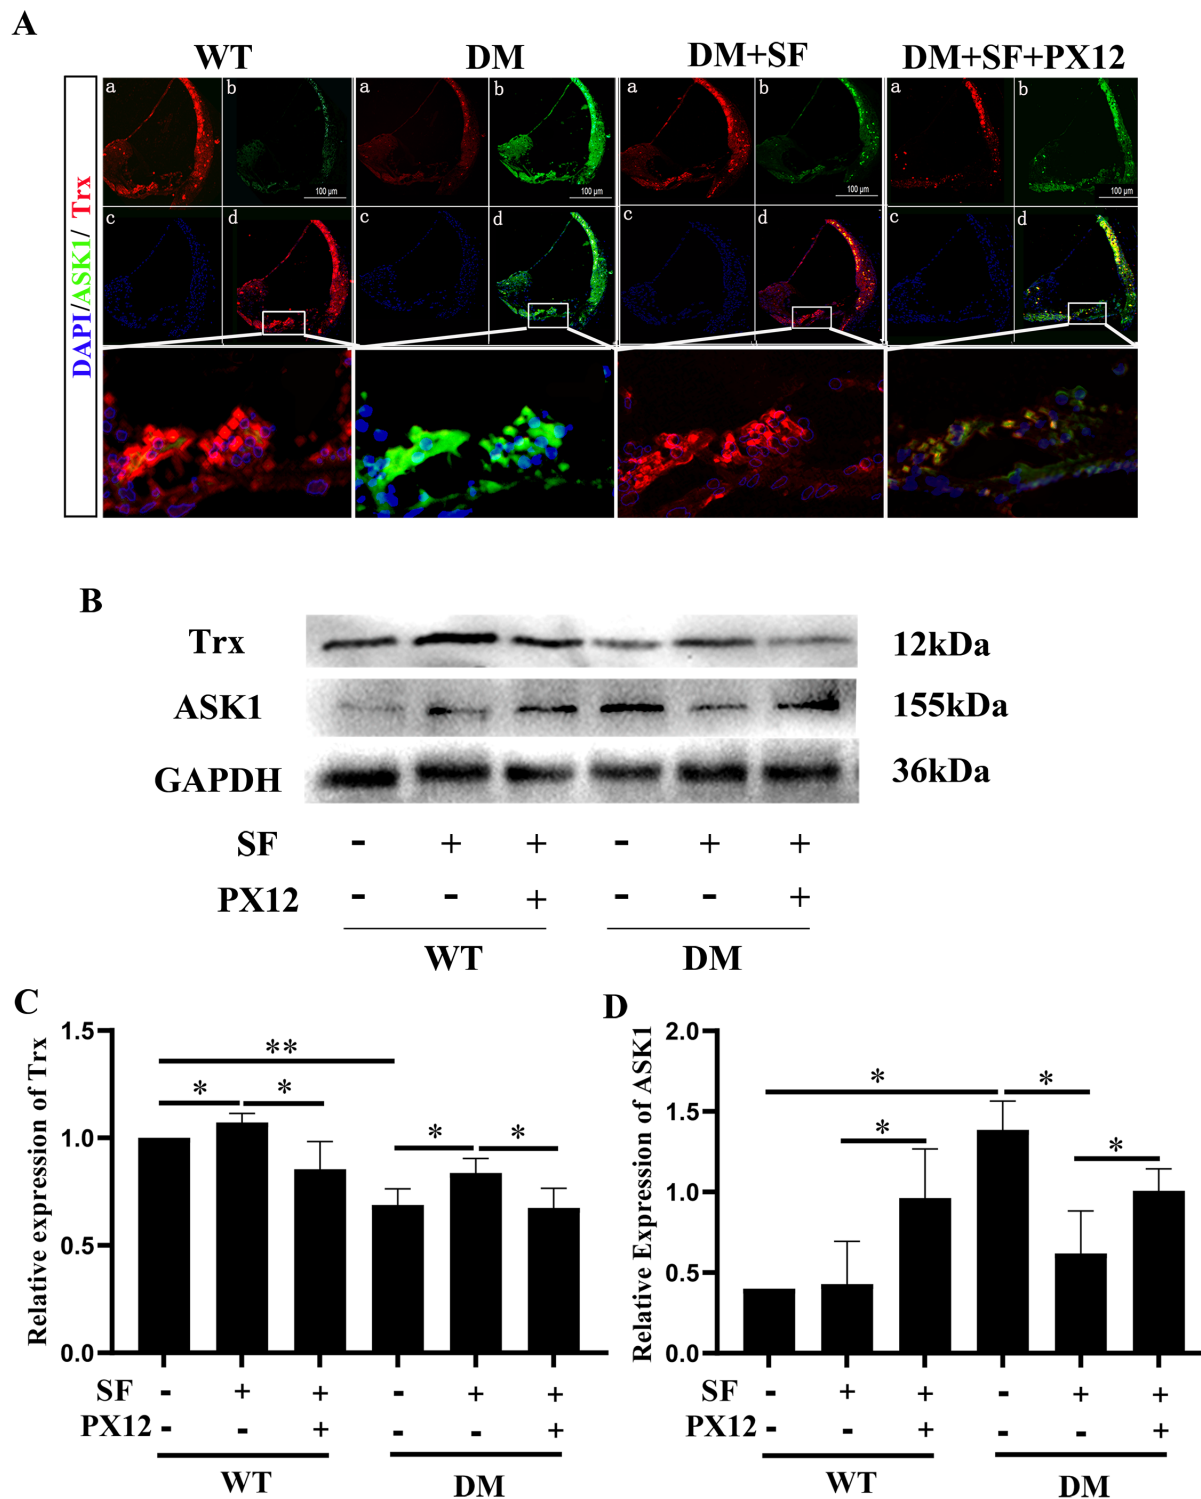 A
WT DM DM+SF DM+SF+PX12
DAPI/ASK1/ Trx
a b a b a b a b
100 μm 100 μm 100 μm 100 μm
c d c d c d c d
B
Trx 12kDa
ASK1 155kDa
GAPDH 36kDa
SF - + + - + +
PX12 - - + - - +
WT DM
C
Relative expression of Trx
1.5
1.0
0.5
0.0
** * * * *
SF - + + - + +
PX12 - - + - - +
WT DM
D
Relative Expression of ASK1
2.0
1.5
1.0
0.5
0.0
* * * *
SF - + + - + +
PX12 - - + - - +
WT DM